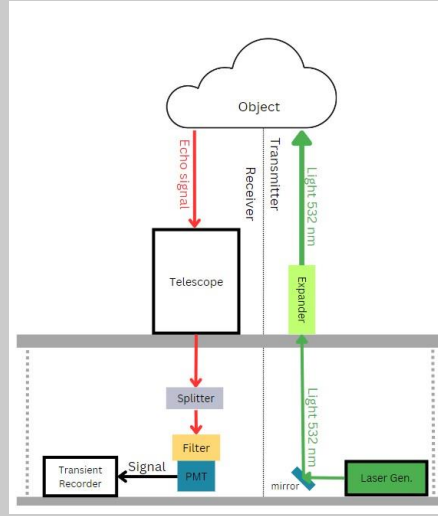 Object
Echo signal
Receiver
Transmitter
Light 532 nm
Telescope
Expander
Splitter
Light 532 nm
Filter
Signal
PMT
Transient
Recorder
mirror
Laser Gen.